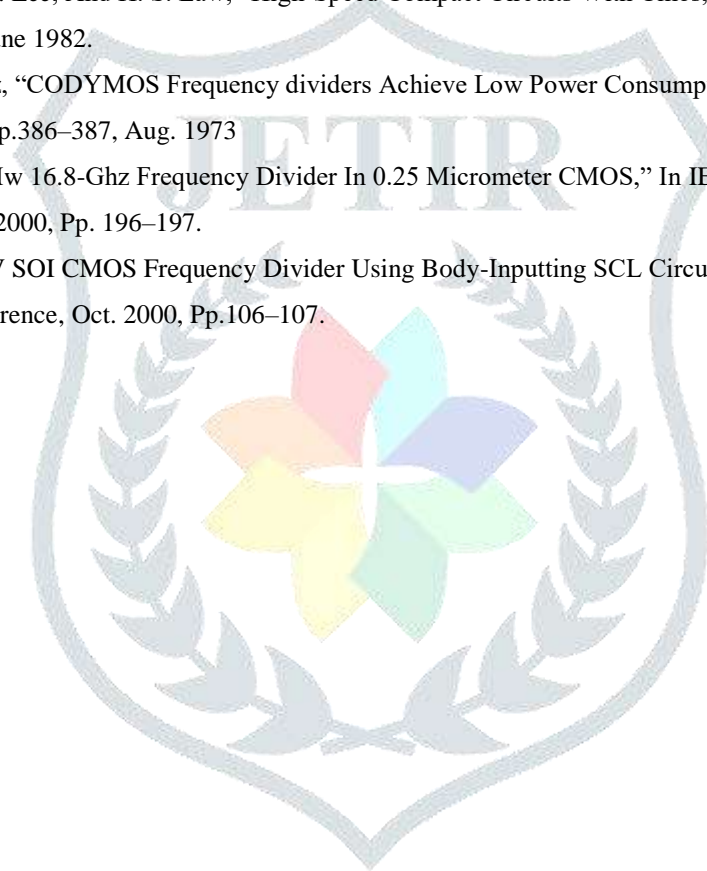 Lee, And H. S. Law, “High Speed Compact Circuits With Cmos,
une 1982.
, “CODYMOS Frequency dividers Achieve Low Power Consump
p.386–387, Aug. 1973
JETIR
w 16.8-Ghz Frequency Divider In 0.25 Micrometer CMOS,” In IE
2000, Pp. 196–197.
SOI CMOS Frequency Divider Using Body-Inputting SCL Circu
rence, Oct. 2000, Pp.106–107.